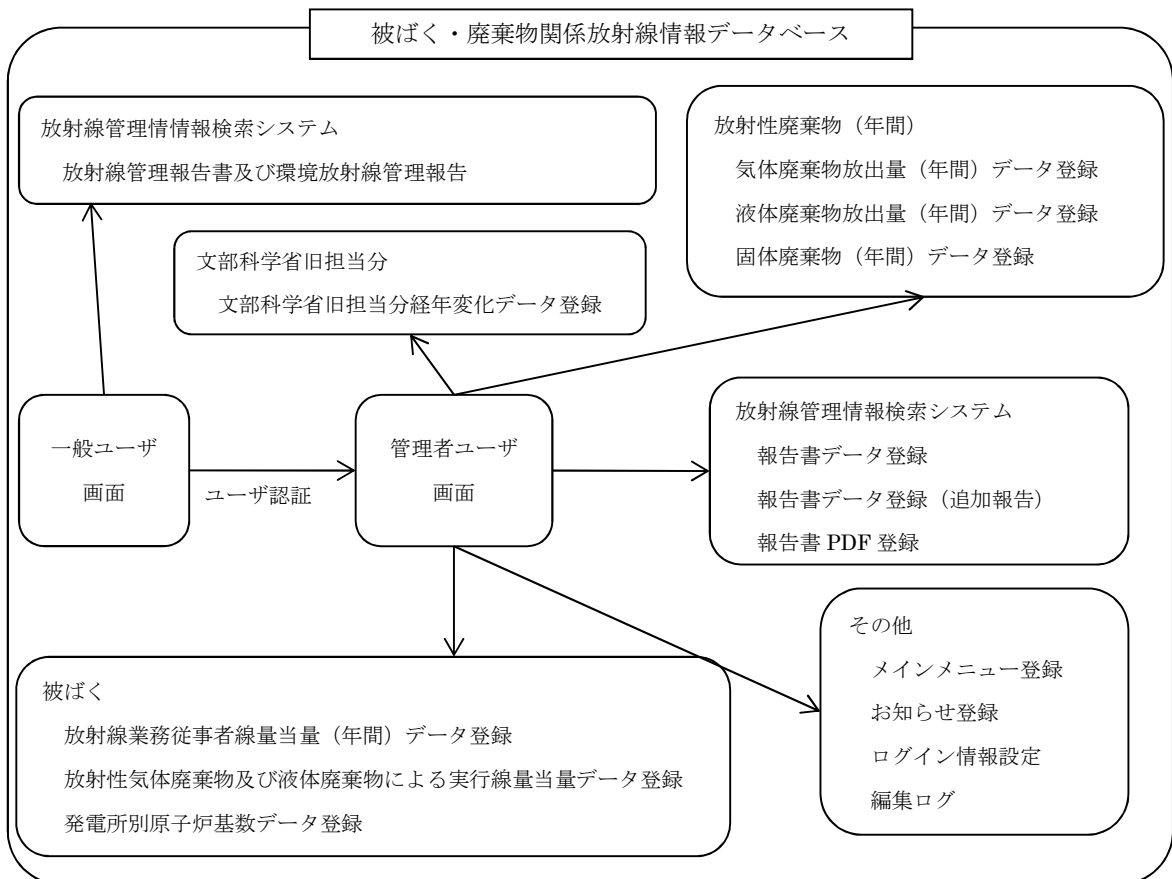 被ばく・廃棄物関係放射線情報データベース
放射線管理情情報検索システム
放射線管理報告書及び環境放射線管理報告
放射性廃棄物（年間）
気体廃棄物放出量（年間）データ登録
液体廃棄物放出量（年間）データ登録
固体廃棄物（年間）データ登録
文部科学省旧担当分
文部科学省旧担当分経年変化データ登録
一般ユーザ
画面
ユーザ認証
管理者ユーザ
画面
放射線管理情報検索システム
報告書データ登録
報告書データ登録（追加報告）
報告書 PDF 登録
その他
メインメニュー登録
お知らせ登録
ログイン情報設定
編集ログ
被ばく
放射線業務従事者線量当量（年間）データ登録
放射性気体廃棄物及び液体廃棄物による実行線量当量データ登録
発電所別原子炉基数データ登録